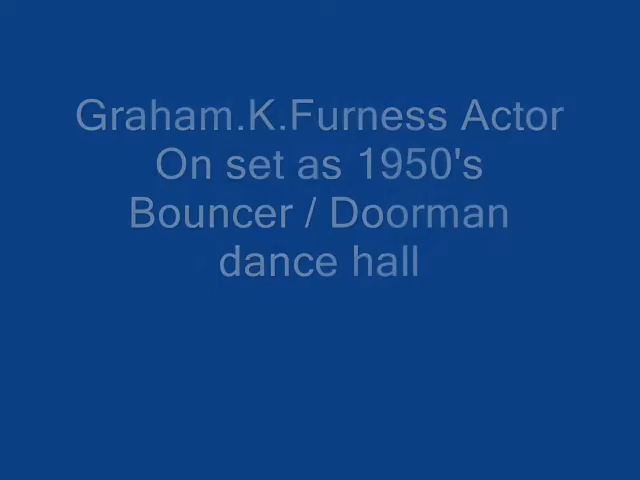 Graham.K.Furness Actor
On set as 1950's
Bouncer / Doorman
dance hall